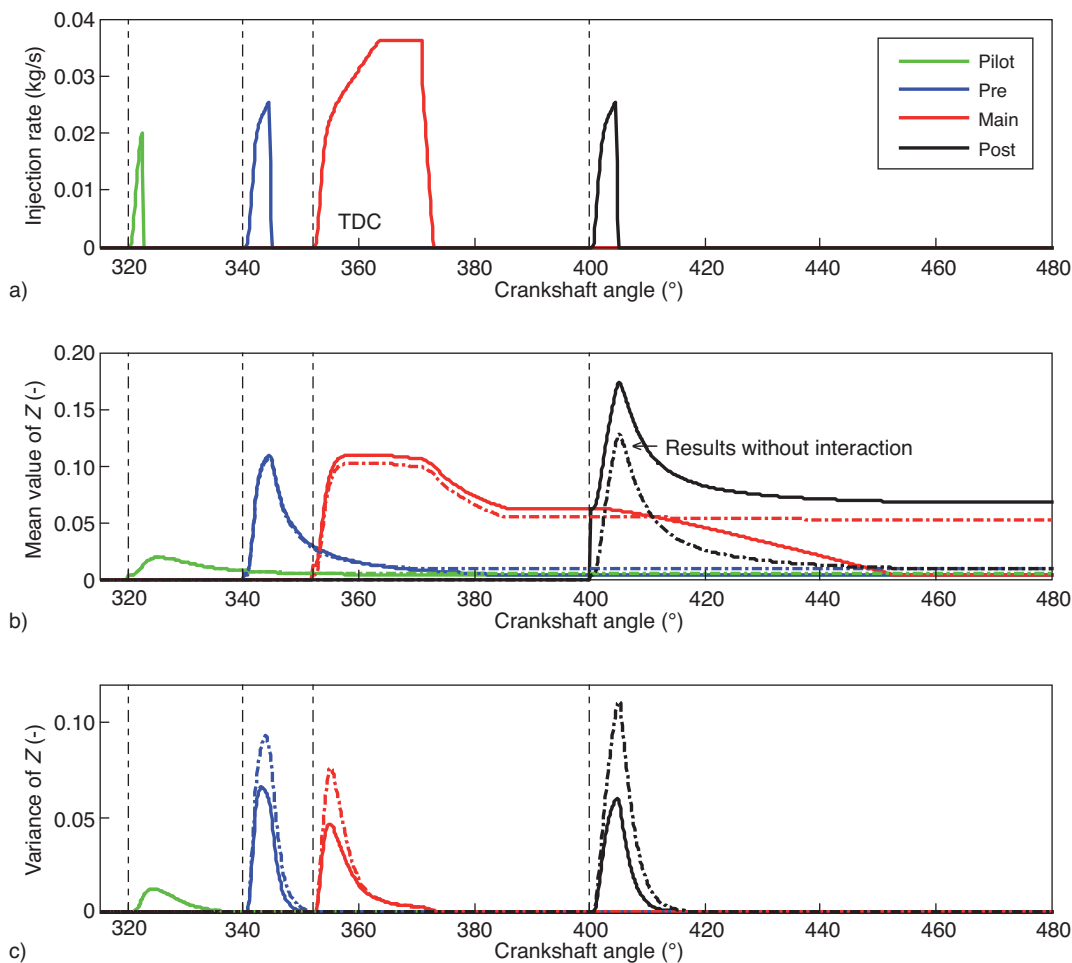 0.04
0.03
0.02
0.01
0
Injection rate (kg/s)
TDC
Pilot
Pre
Main
Post
320 340 360 380 400 420 440 460 480
Crankshaft angle (°)
a)
0.20
0.15
0.10
0.05
0
Mean value of Z (-)
Results without interaction
320 340 360 380 400 420 440 460 480
Crankshaft angle (°)
b)
0.10
0.05
0
Variance of Z (-)
320 340 360 380 400 420 440 460 480
Crankshaft angle (°)
c)